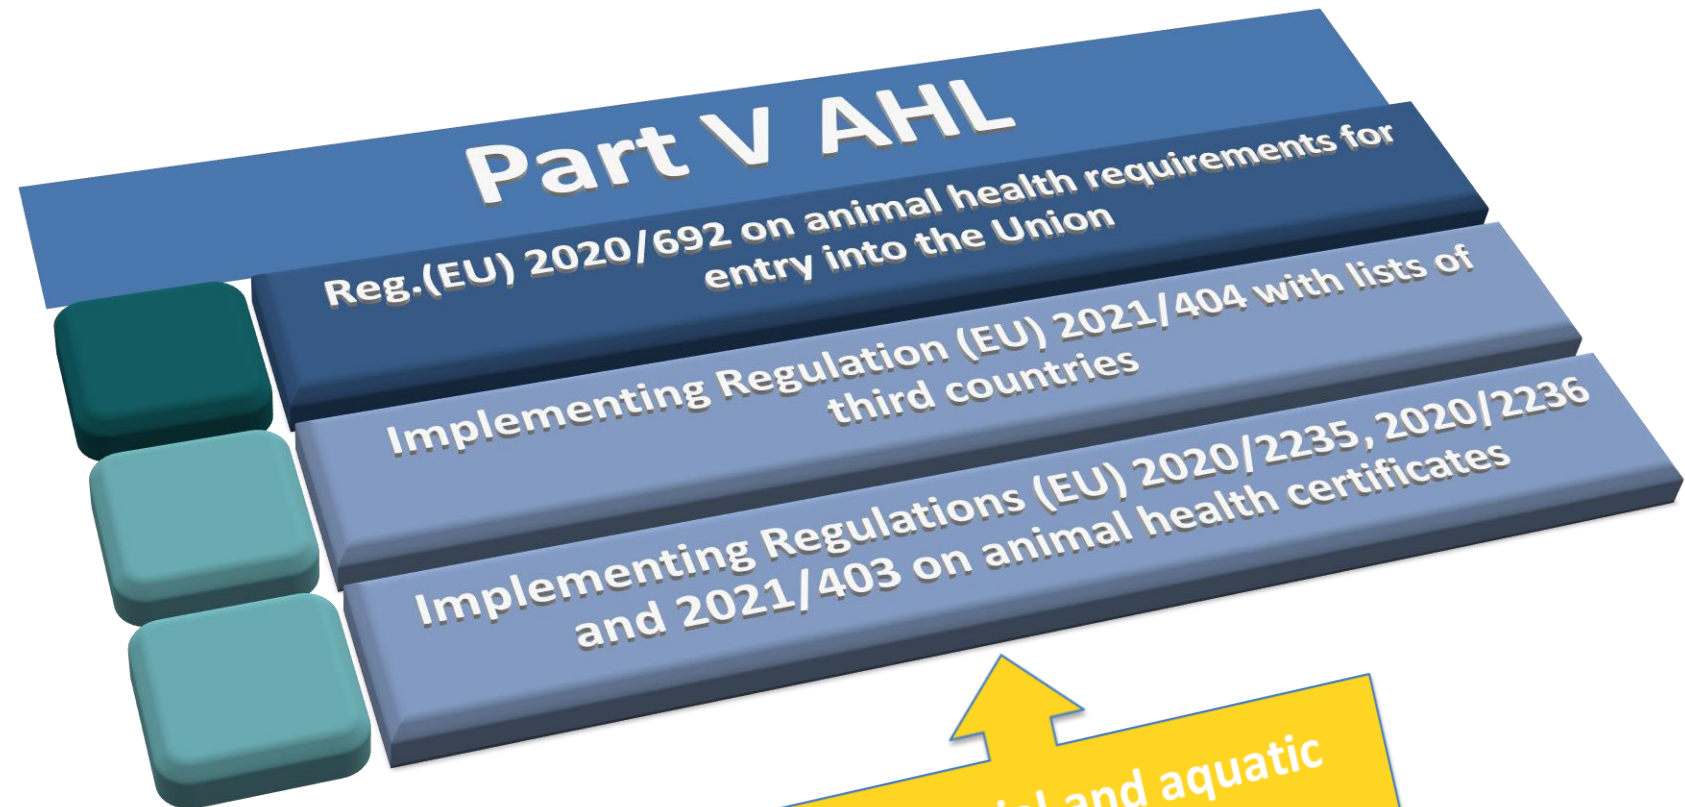 Part V AHL
Reg.(EU) 2020/692 on animal health requirements for
entry into the Union
Implementing Regulation (EU) 2021/404 with lists of
third countries
Implementing Regulations (EU) 2020/2235, 2020/2236
and 2021/403 on animal health certificates
and aquatic